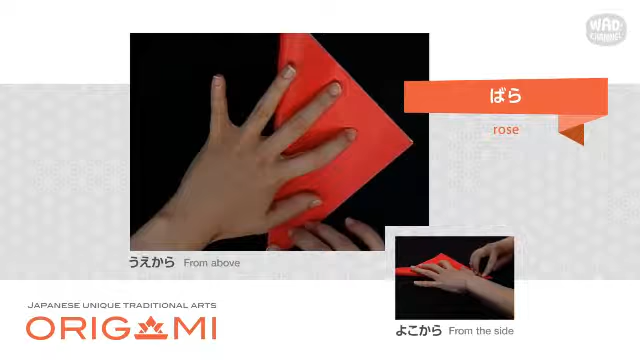 WAD:
CHANNEL
ばら
rose
うえから From above
よこから From the side
JAPANESE UNIQUE TRADITIONAL ARTS
ORIGAMI